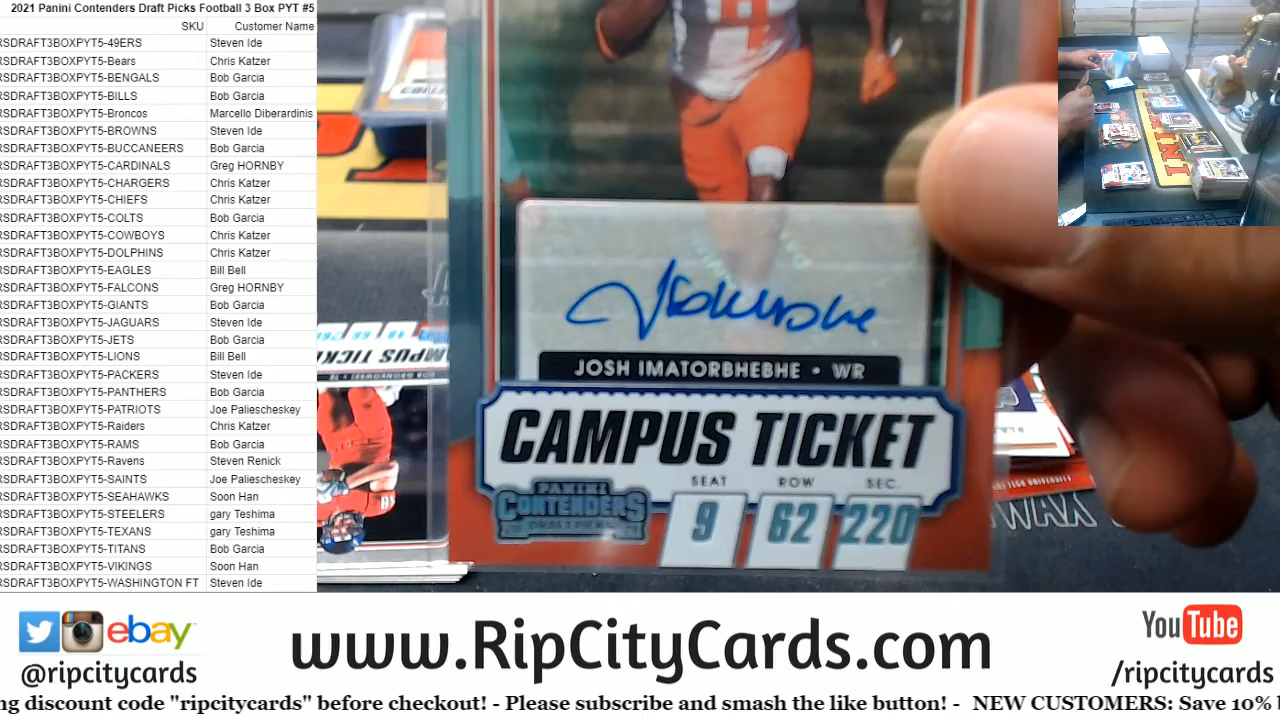 2021 Panini Contenders Draft Picks Football 3 Box PYT #5
SKU Customer Name
RSDRAFT3BOXPYT5-49ERS Steven Ide
RSDRAFT3BOXPYT5-Bears Chris Katzer
RSDRAFT3BOXPYT5-BENGALS Bob Garcia
RSDRAFT3BOXPYT5-BILLS Bob Garcia
RSDRAFT3BOXPYT5-Broncos Marcello Diberardinis
RSDRAFT3BOXPYT5-BROWNS Steven Ide
RSDRAFT3BOXPYT5-BUCCANEERS Bob Garcia
RSDRAFT3BOXPYT5-CARDINALS Greg HORNBY
RSDRAFT3BOXPYT5-CHARGERS Chris Katzer
RSDRAFT3BOXPYT5-CHIEFS Chris Katzer
RSDRAFT3BOXPYT5-COLTS Bob Garcia
RSDRAFT3BOXPYT5-COWBOYS Chris Katzer
RSDRAFT3BOXPYT5-DOLPHINS Chris Katzer
RSDRAFT3BOXPYT5-EAGLES Bill Bell
RSDRAFT3BOXPYT5-FALCONS Greg HORNBY
RSDRAFT3BOXPYT5-GIANTS Bob Garcia
RSDRAFT3BOXPYT5-JAGUARS Steven Ide
RSDRAFT3BOXPYT5-JETS Bob Garcia
RSDRAFT3BOXPYT5-LIONS Bill Bell
RSDRAFT3BOXPYT5-PACKERS Steven Ide
RSDRAFT3BOXPYT5-PANTHERS Bob Garcia
RSDRAFT3BOXPYT5-PATRIOTS Joe Paliescheskey
RSDRAFT3BOXPYT5-Raiders Chris Katzer
RSDRAFT3BOXPYT5-RAMS Bob Garcia
RSDRAFT3BOXPYT5-Ravens Steven Renick
RSDRAFT3BOXPYT5-SAINTS Joe Paliescheskey
RSDRAFT3BOXPYT5-SEAHAWKS Soon Han
RSDRAFT3BOXPYT5-STEELERS gary Teshima
RSDRAFT3BOXPYT5-TEXANS gary Teshima
RSDRAFT3BOXPYT5-TITANS Bob Garcia
RSDRAFT3BOXPYT5-VIKINGS Soon Han
RSDRAFT3BOXPYT5-WASHINGTON FT Steven Ide
JOSH IMATORBHEBHE • WR
CAMPUS TICKET
SEAT ROW SEC.
9 62 220
PANINI
CONTENDERS
DRAFT PICKS
WAX
ebay
@ripcitycards
www.RipCityCards.com
YouTube
/ripcitycards
ng discount code "ripcitycards" before checkout! - Please subscribe and smash the like button! - NEW CUSTOMERS: Save 10%